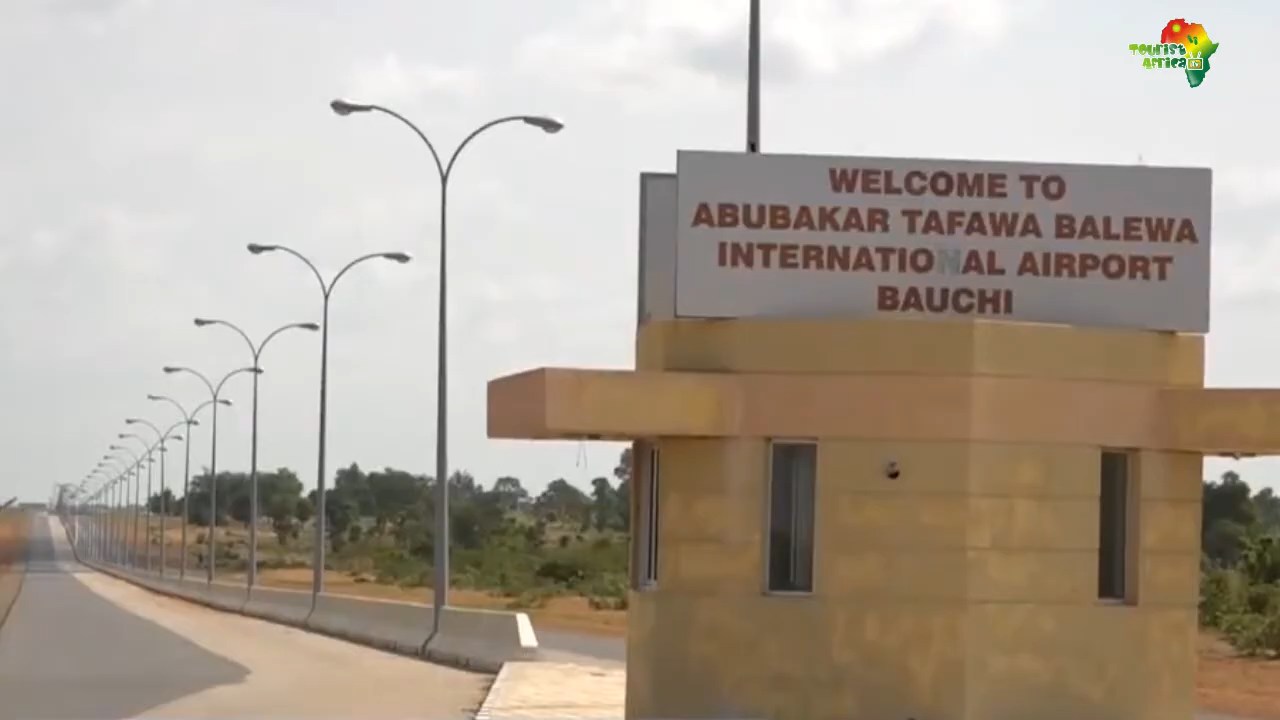 Tourist
Africa
WELCOME TO
ABUBAKAR TAFAWA BALEWA
INTERNATIONAL AIRPORT
BAUCHI